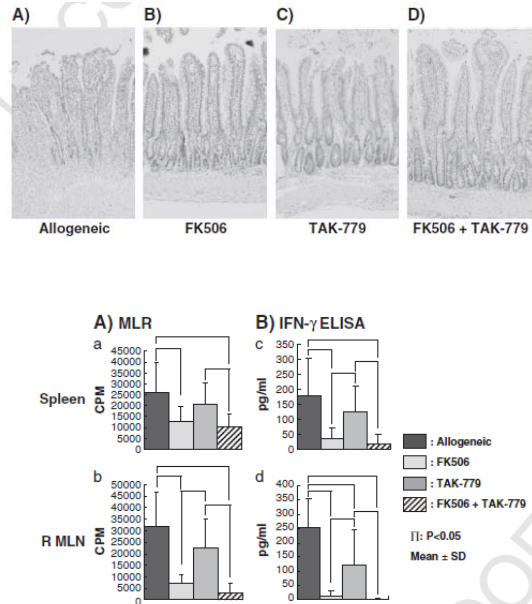 A) B) C) D)
Allogeneic FK506 TAK-779 FK506 + TAK-779
A) MLR B) IFN-γ ELISA
a c
Spleen
CPM
45000
40000
35000
30000
25000
20000
15000
10000
5000
0
pg/ml
350
300
250
200
150
100
50
0
: Allogeneic
: FK506
: TAK-779
: FK506 + TAK-779
Π: P<0.05
Mean ± SD
b d
R MLN
CPM
50000
45000
40000
35000
30000
25000
20000
15000
10000
5000
0
pg/ml
400
350
300
250
200
150
100
50
0